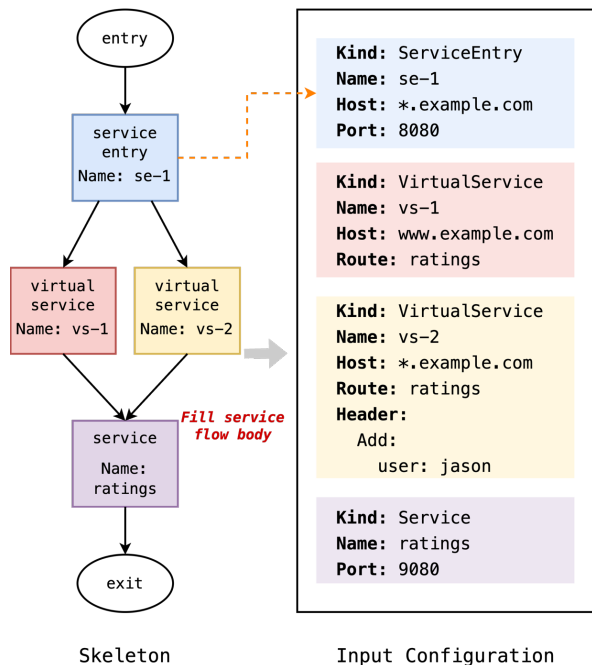 entry
service
entry
Name: se-1
virtual
service
Name: vs-1
virtual
service
Name: vs-2
Fill service
flow body
service
Name:
ratings
exit
Skeleton
Kind: ServiceEntry
Name: se-1
Host: *.example.com
Port: 8080
Kind: VirtualService
Name: vs-1
Host: www.example.com
Route: ratings
Kind: VirtualService
Name: vs-2
Host: *.example.com
Route: ratings
Header:
Add:
user: jason
Kind: Service
Name: ratings
Port: 9080
Input Configuration